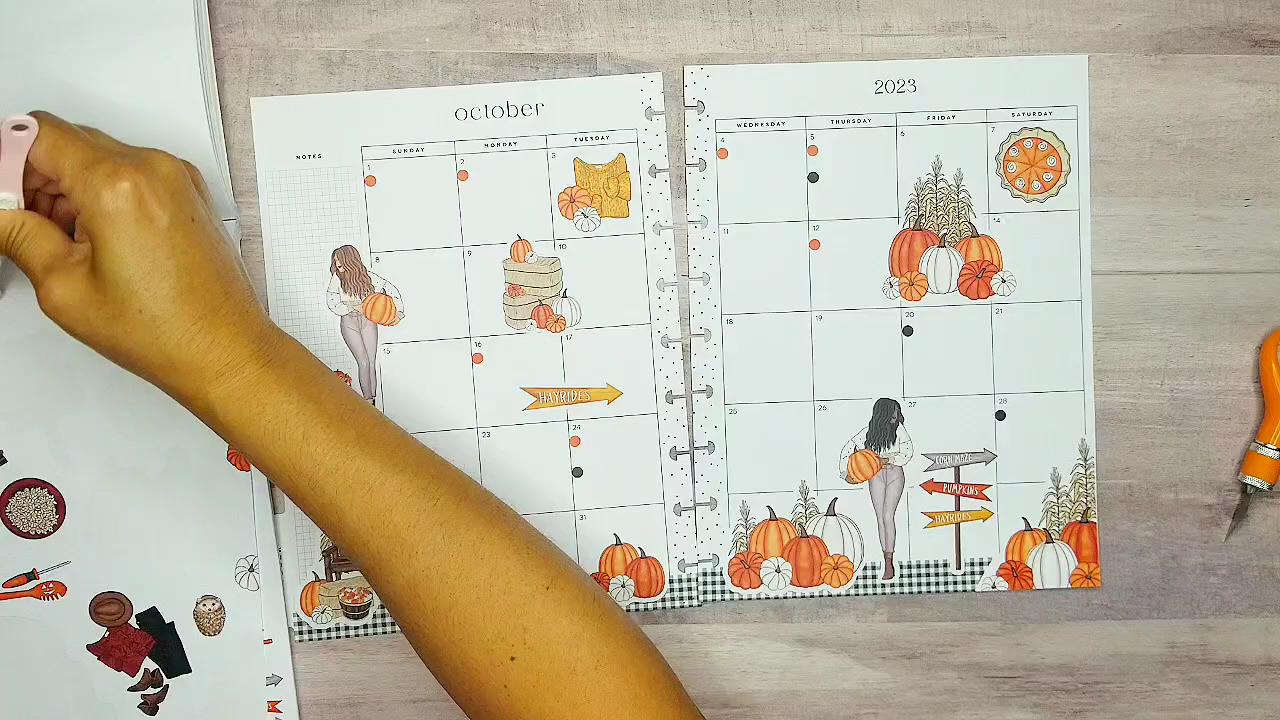 october
2023
NOTES
SUNDAY
MONDAY
TUESDAY
WEDNESDAY
THURSDAY
FRIDAY
SATURDAY
1
2
3
4
5
6
7
8
9
10
11
12
14
15
16
17
HAYRIDES
18
19
20
21
23
24
25
26
27
28
CORN MAZE
PUMPKINS
HAYRIDES
31